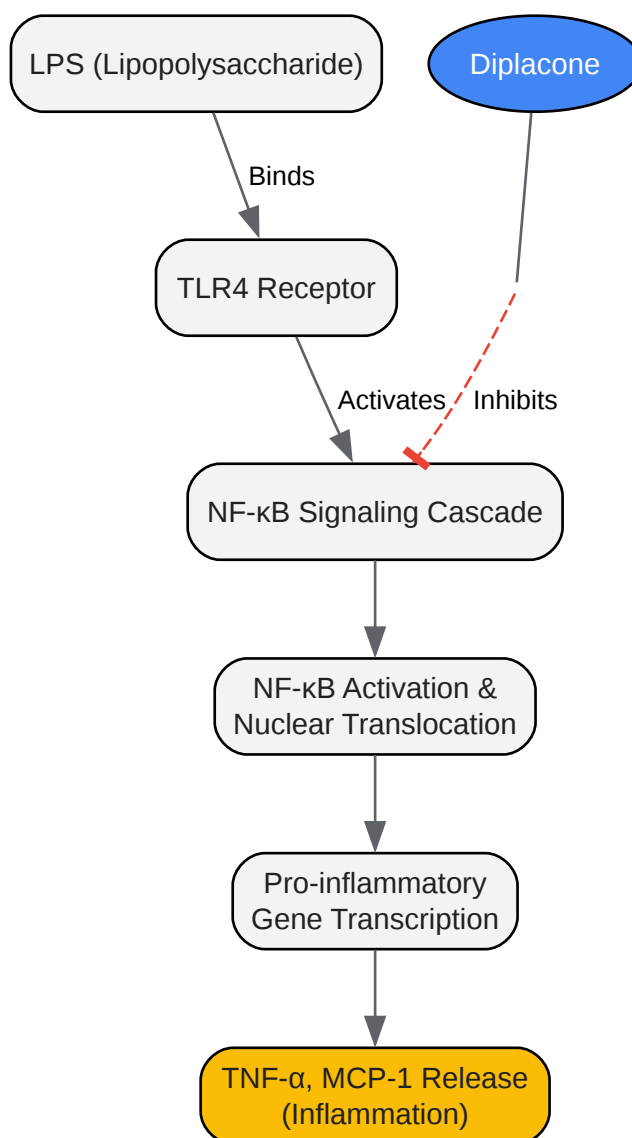 LPS (Lipopolysaccharide)
Diplacone
Binds
TLR4 Receptor
Activates
Inhibits
NF-κB Signaling Cascade
NF-κB Activation &
Nuclear Translocation
Pro-inflammatory
Gene Transcription
TNF-α, MCP-1 Release
(Inflammation)